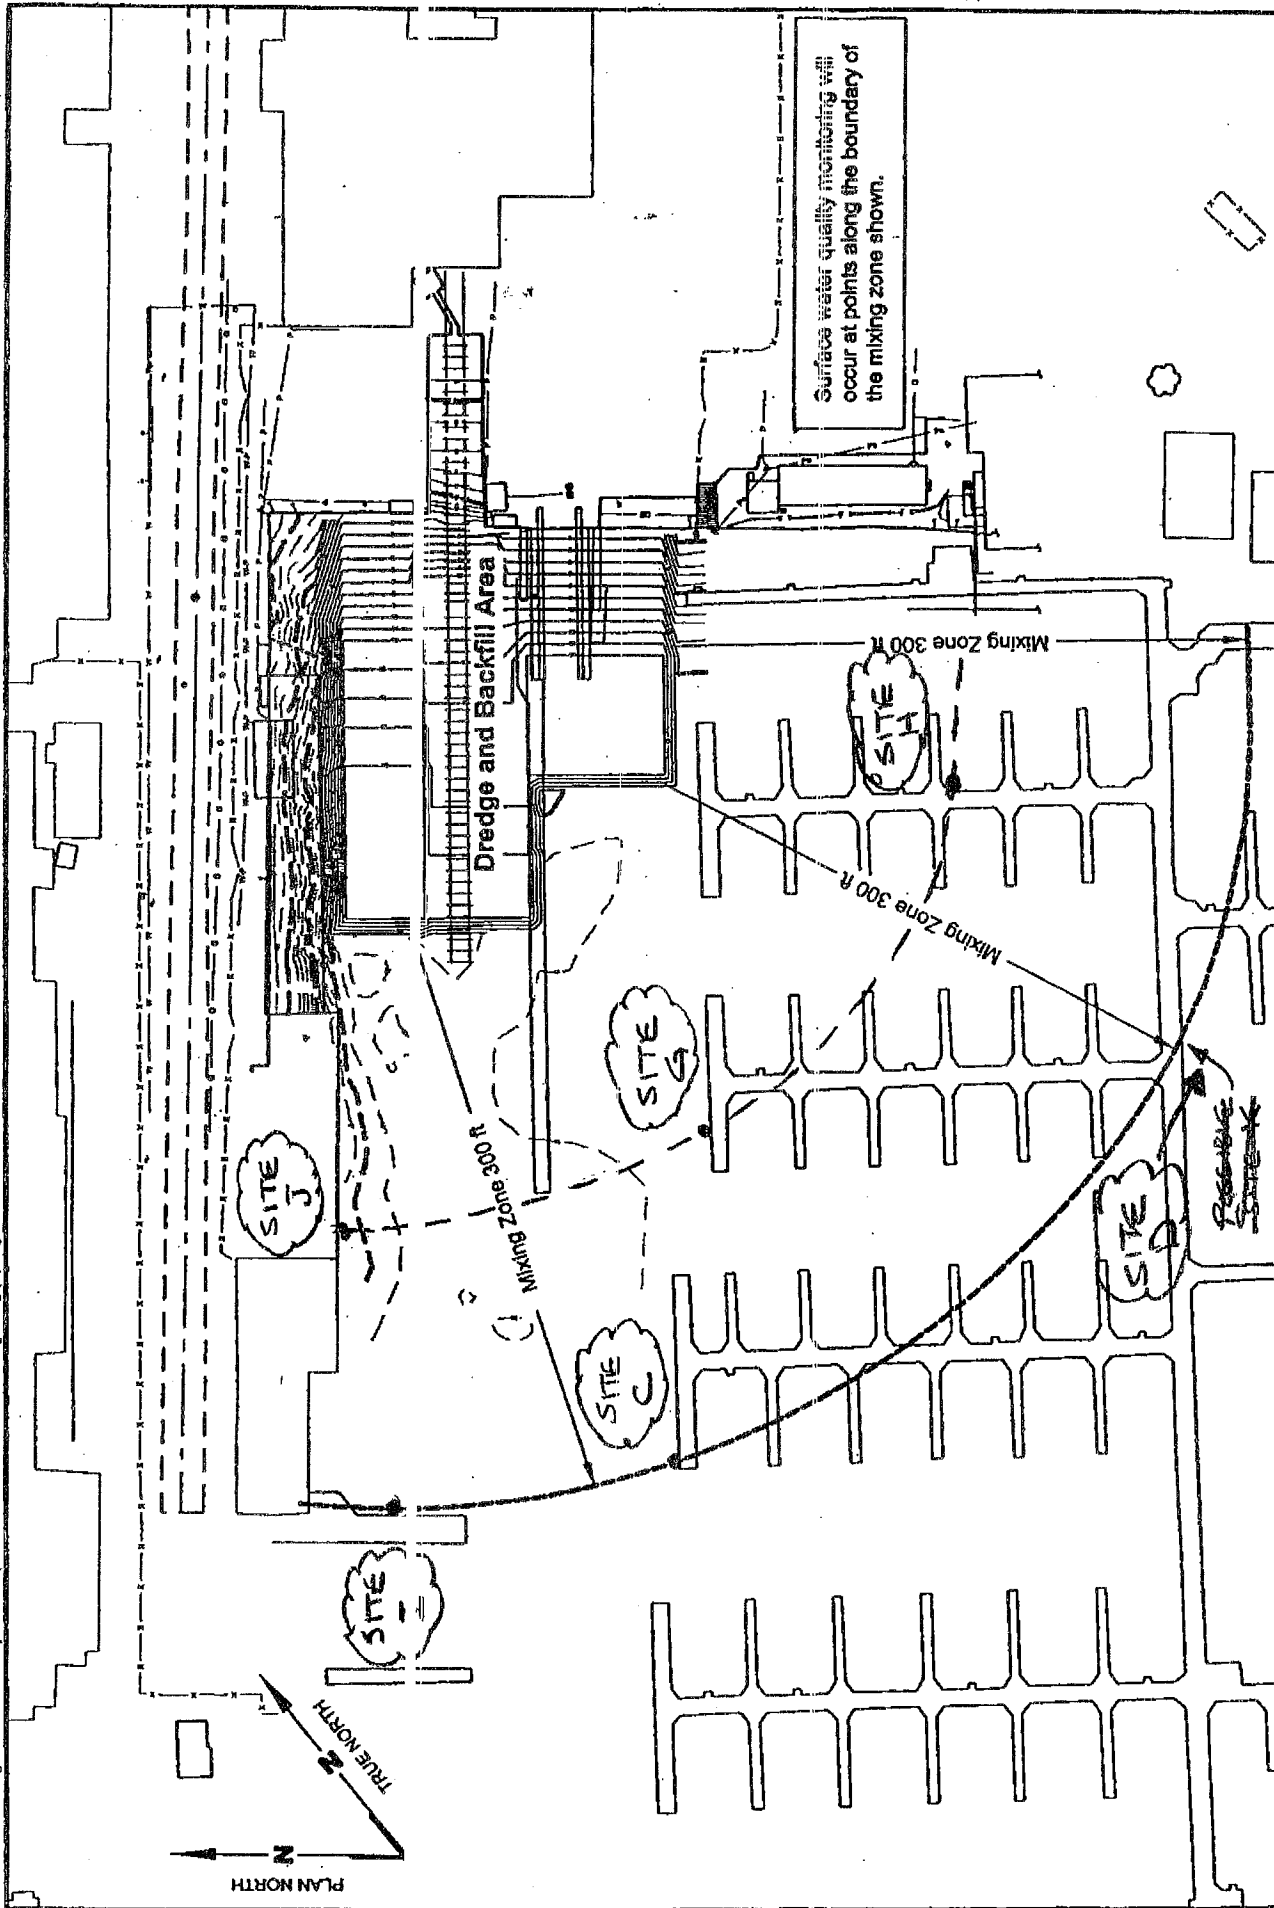 Surface water quality monitoring will
occur at points along the boundary of
the mixing zone shown.
Dredge and Backfill Area
Mixing Zone 300 ft
Mixing Zone 300 ft
Mixing Zone 300 ft
SITE
J
SITE
G
SITE
H
SITE
C
SITE
D
SITE
POSSIBLE
SITE K
N
PLAN NORTH
N
TRUE NORTH